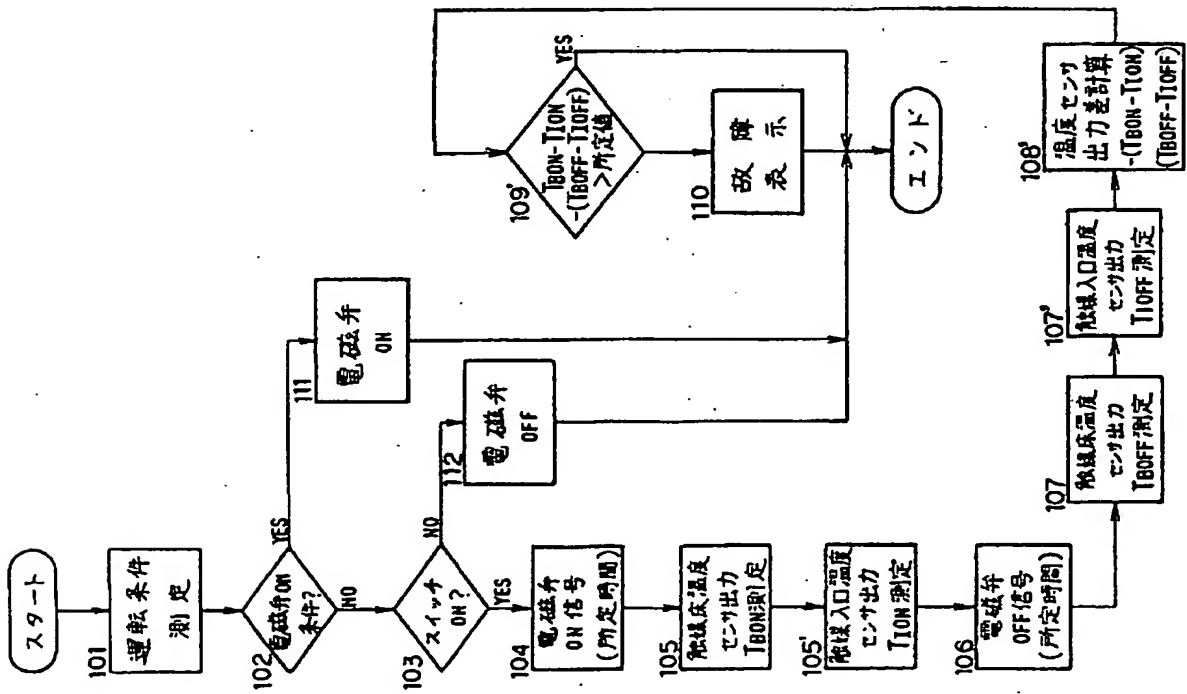 スタート
101
運転条件
測定
102
電磁弁ON
条件?
YES
NO
111
電磁弁
ON
103
スイッチ
ON?
NO
YES
112
電磁弁
OFF
104
電磁弁
ON信号
(所定時間)
105
触媒床温度
センサ出力
TBON測定
105'
触媒入口温度
センサ出力
TION測定
106
電磁弁
OFF信号
(所定時間)
107
触媒床温度
センサ出力
TBOFF測定
107'
触媒入口温度
センサ出力
TIOFF測定
108'
温度センサ
出力差計算
-(TBON-TION)
(TBOFF-TIOFF)
109'
TBON-TION
-(TBOFF-TIOFF)
>所定値
YES
110
故障
表示
エンド